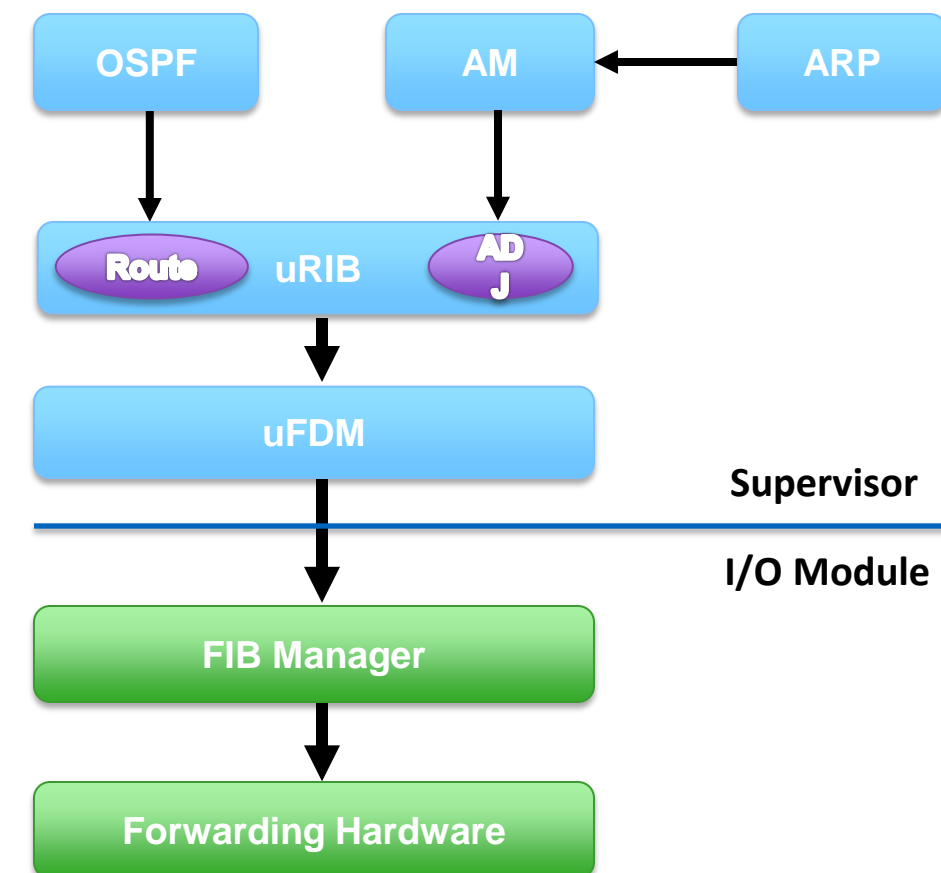 OSPF
AM
ARP
Route
uRIB
AD
J
uFDM
Supervisor
I/O Module
FIB Manager
Forwarding Hardware